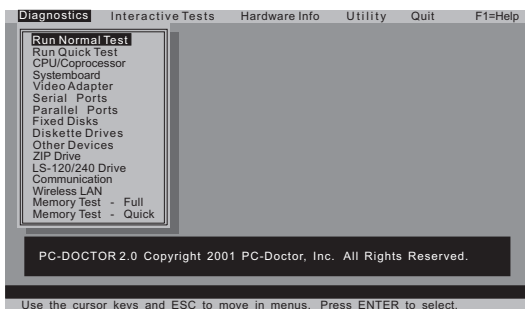 Diagnostics Interactive Tests Hardware Info Utility Quit F1=Help
Run Normal Test
Run Quick Test
CPU/Coprocessor
Systemboard
Video Adapter
Serial Ports
Parallel Ports
Fixed Disks
Diskette Drives
Other Devices
ZIP Drive
LS-120/240 Drive
Communication
Wireless LAN
Memory Test - Full
Memory Test - Quick
PC-DOCTOR 2.0 Copyright 2001 PC-Doctor, Inc. All Rights Reserved.
Use the cursor keys and ESC to move in menus. Press ENTER to select.